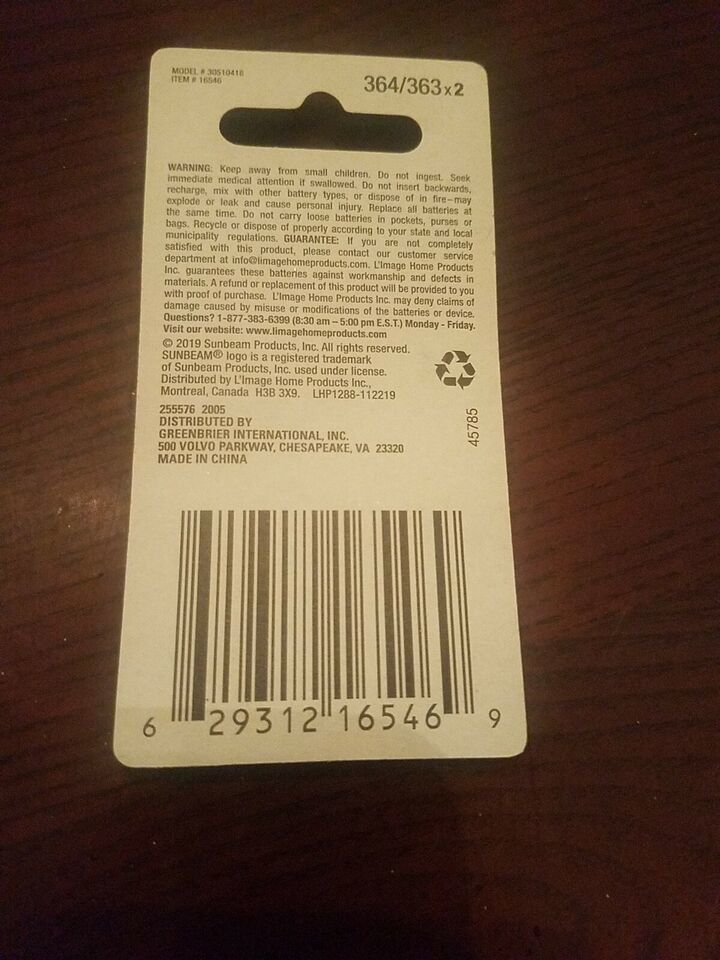 MODEL # 30510418
ITEM # 16546
364/363x2
WARNING: Keep away from small children. Do not ingest. Seek
immediate medical attention if swallowed. Do not insert backwards,
recharge, mix with other battery types, or dispose of in fire–may
explode or leak and cause personal injury. Replace all batteries at
the same time. Do not carry loose batteries in pockets, purses or
bags. Recycle or dispose of properly according to your state and local
municipality regulations. GUARANTEE: If you are not completely
satisfied with this product, please contact our customer service
department at info@limagehomeproducts.com. L'Image Home Products
Inc. guarantees these batteries against workmanship and defects in
materials. A refund or replacement of this product will be provided to you
with proof of purchase. L'Image Home Products Inc. may deny claims of
damage caused by misuse or modifications of the batteries or device.
Questions? 1-877-383-6399 (8:30 am – 5:00 pm E.S.T.) Monday - Friday.
Visit our website: www.limagehomeproducts.com
© 2019 Sunbeam Products, Inc. All rights reserved.
SUNBEAM® logo is a registered trademark
of Sunbeam Products, Inc. used under license.
Distributed by L'Image Home Products Inc.,
Montreal, Canada H3B 3X9. LHP1288-112219
255576 2005
DISTRIBUTED BY
GREENBRIER INTERNATIONAL, INC.
500 VOLVO PARKWAY, CHESAPEAKE, VA 23320
MADE IN CHINA
45785
6 29312 16546 9